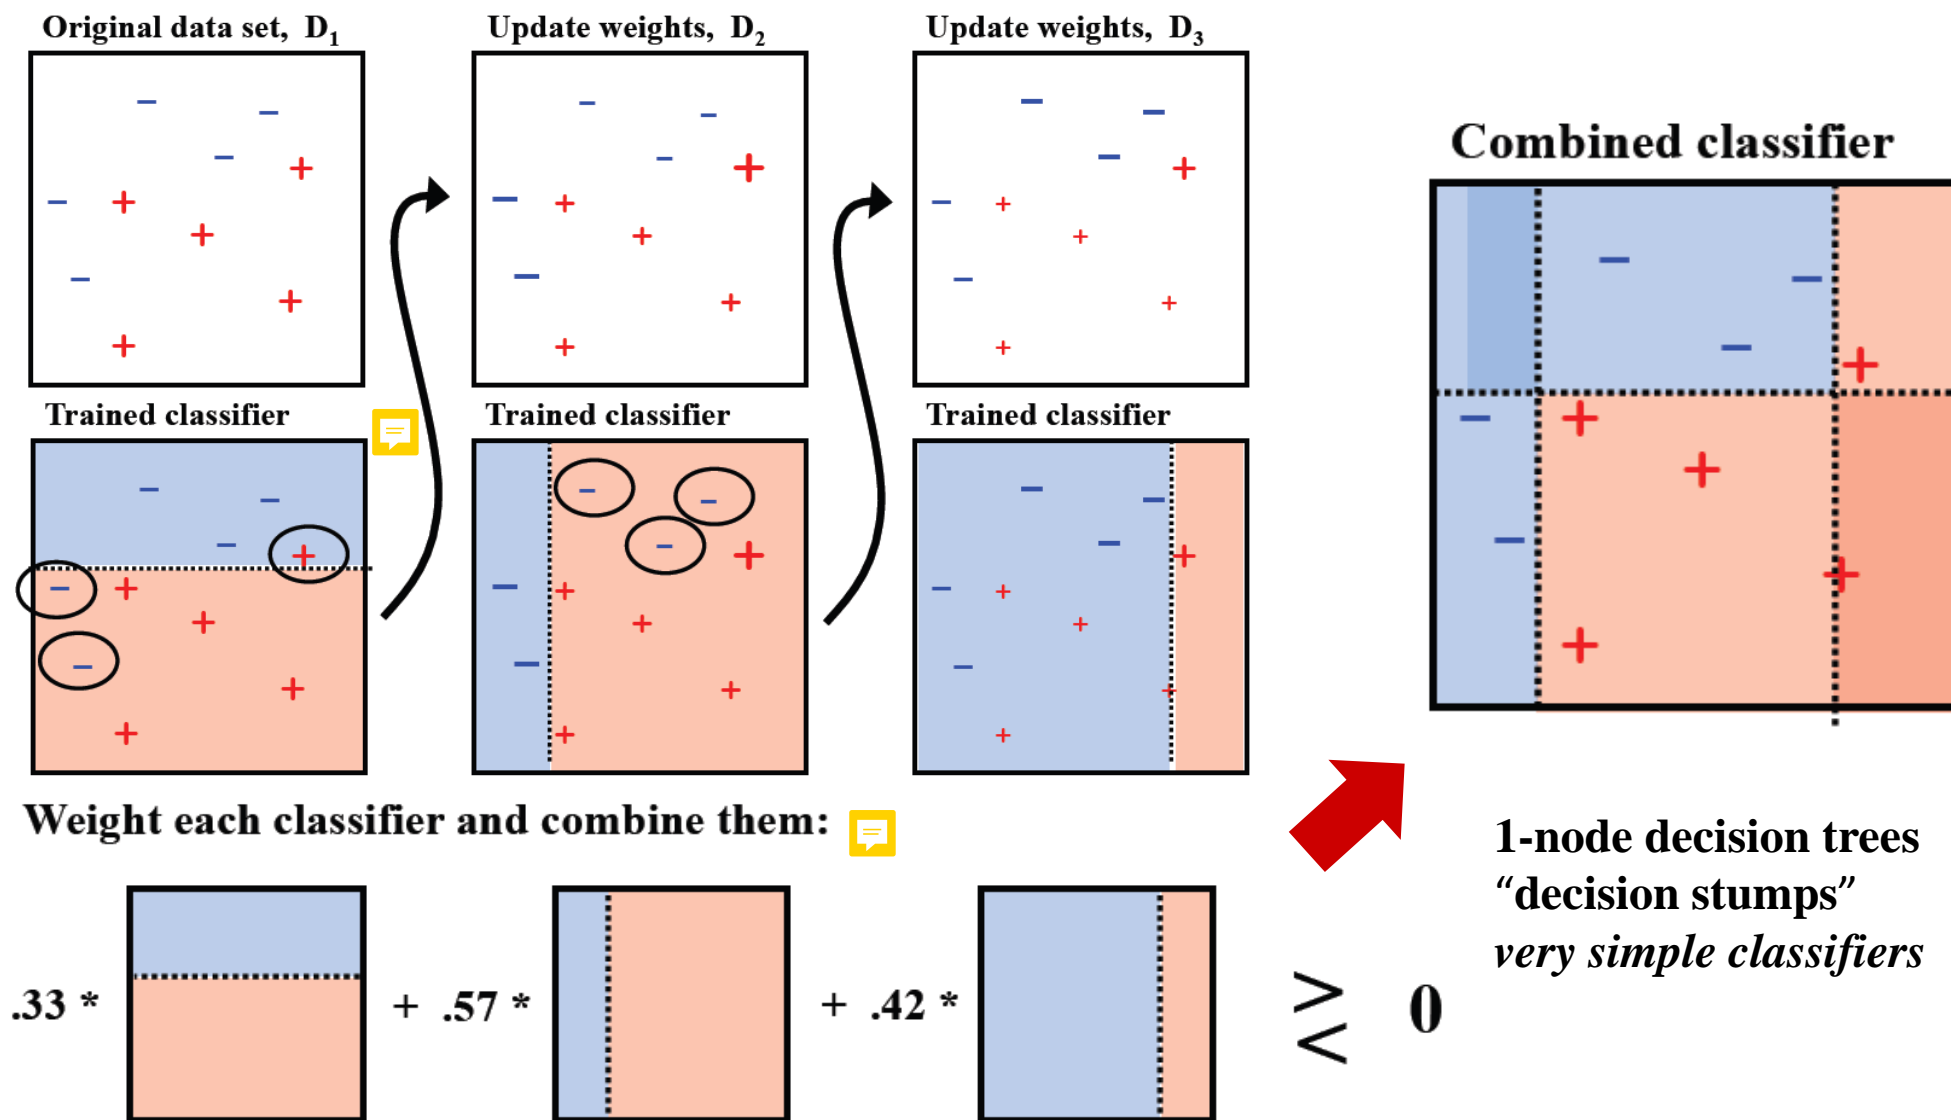 Original data set, D₁
Update weights, D₂
Update weights, D₃
Combined classifier
Trained classifier
Trained classifier
Trained classifier
Weight each classifier and combine them:
.33 * + .57 * + .42 * ≷ 0
1-node decision trees
“decision stumps”
very simple classifiers